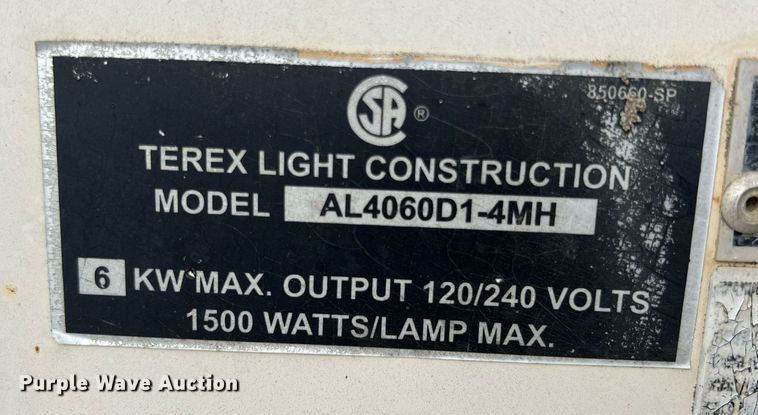 CSA ®
850660-SP
TEREX LIGHT CONSTRUCTION
MODEL AL4060D1-4MH
6 KW MAX. OUTPUT 120/240 VOLTS
1500 WATTS/LAMP MAX.
Purple Wave Auction